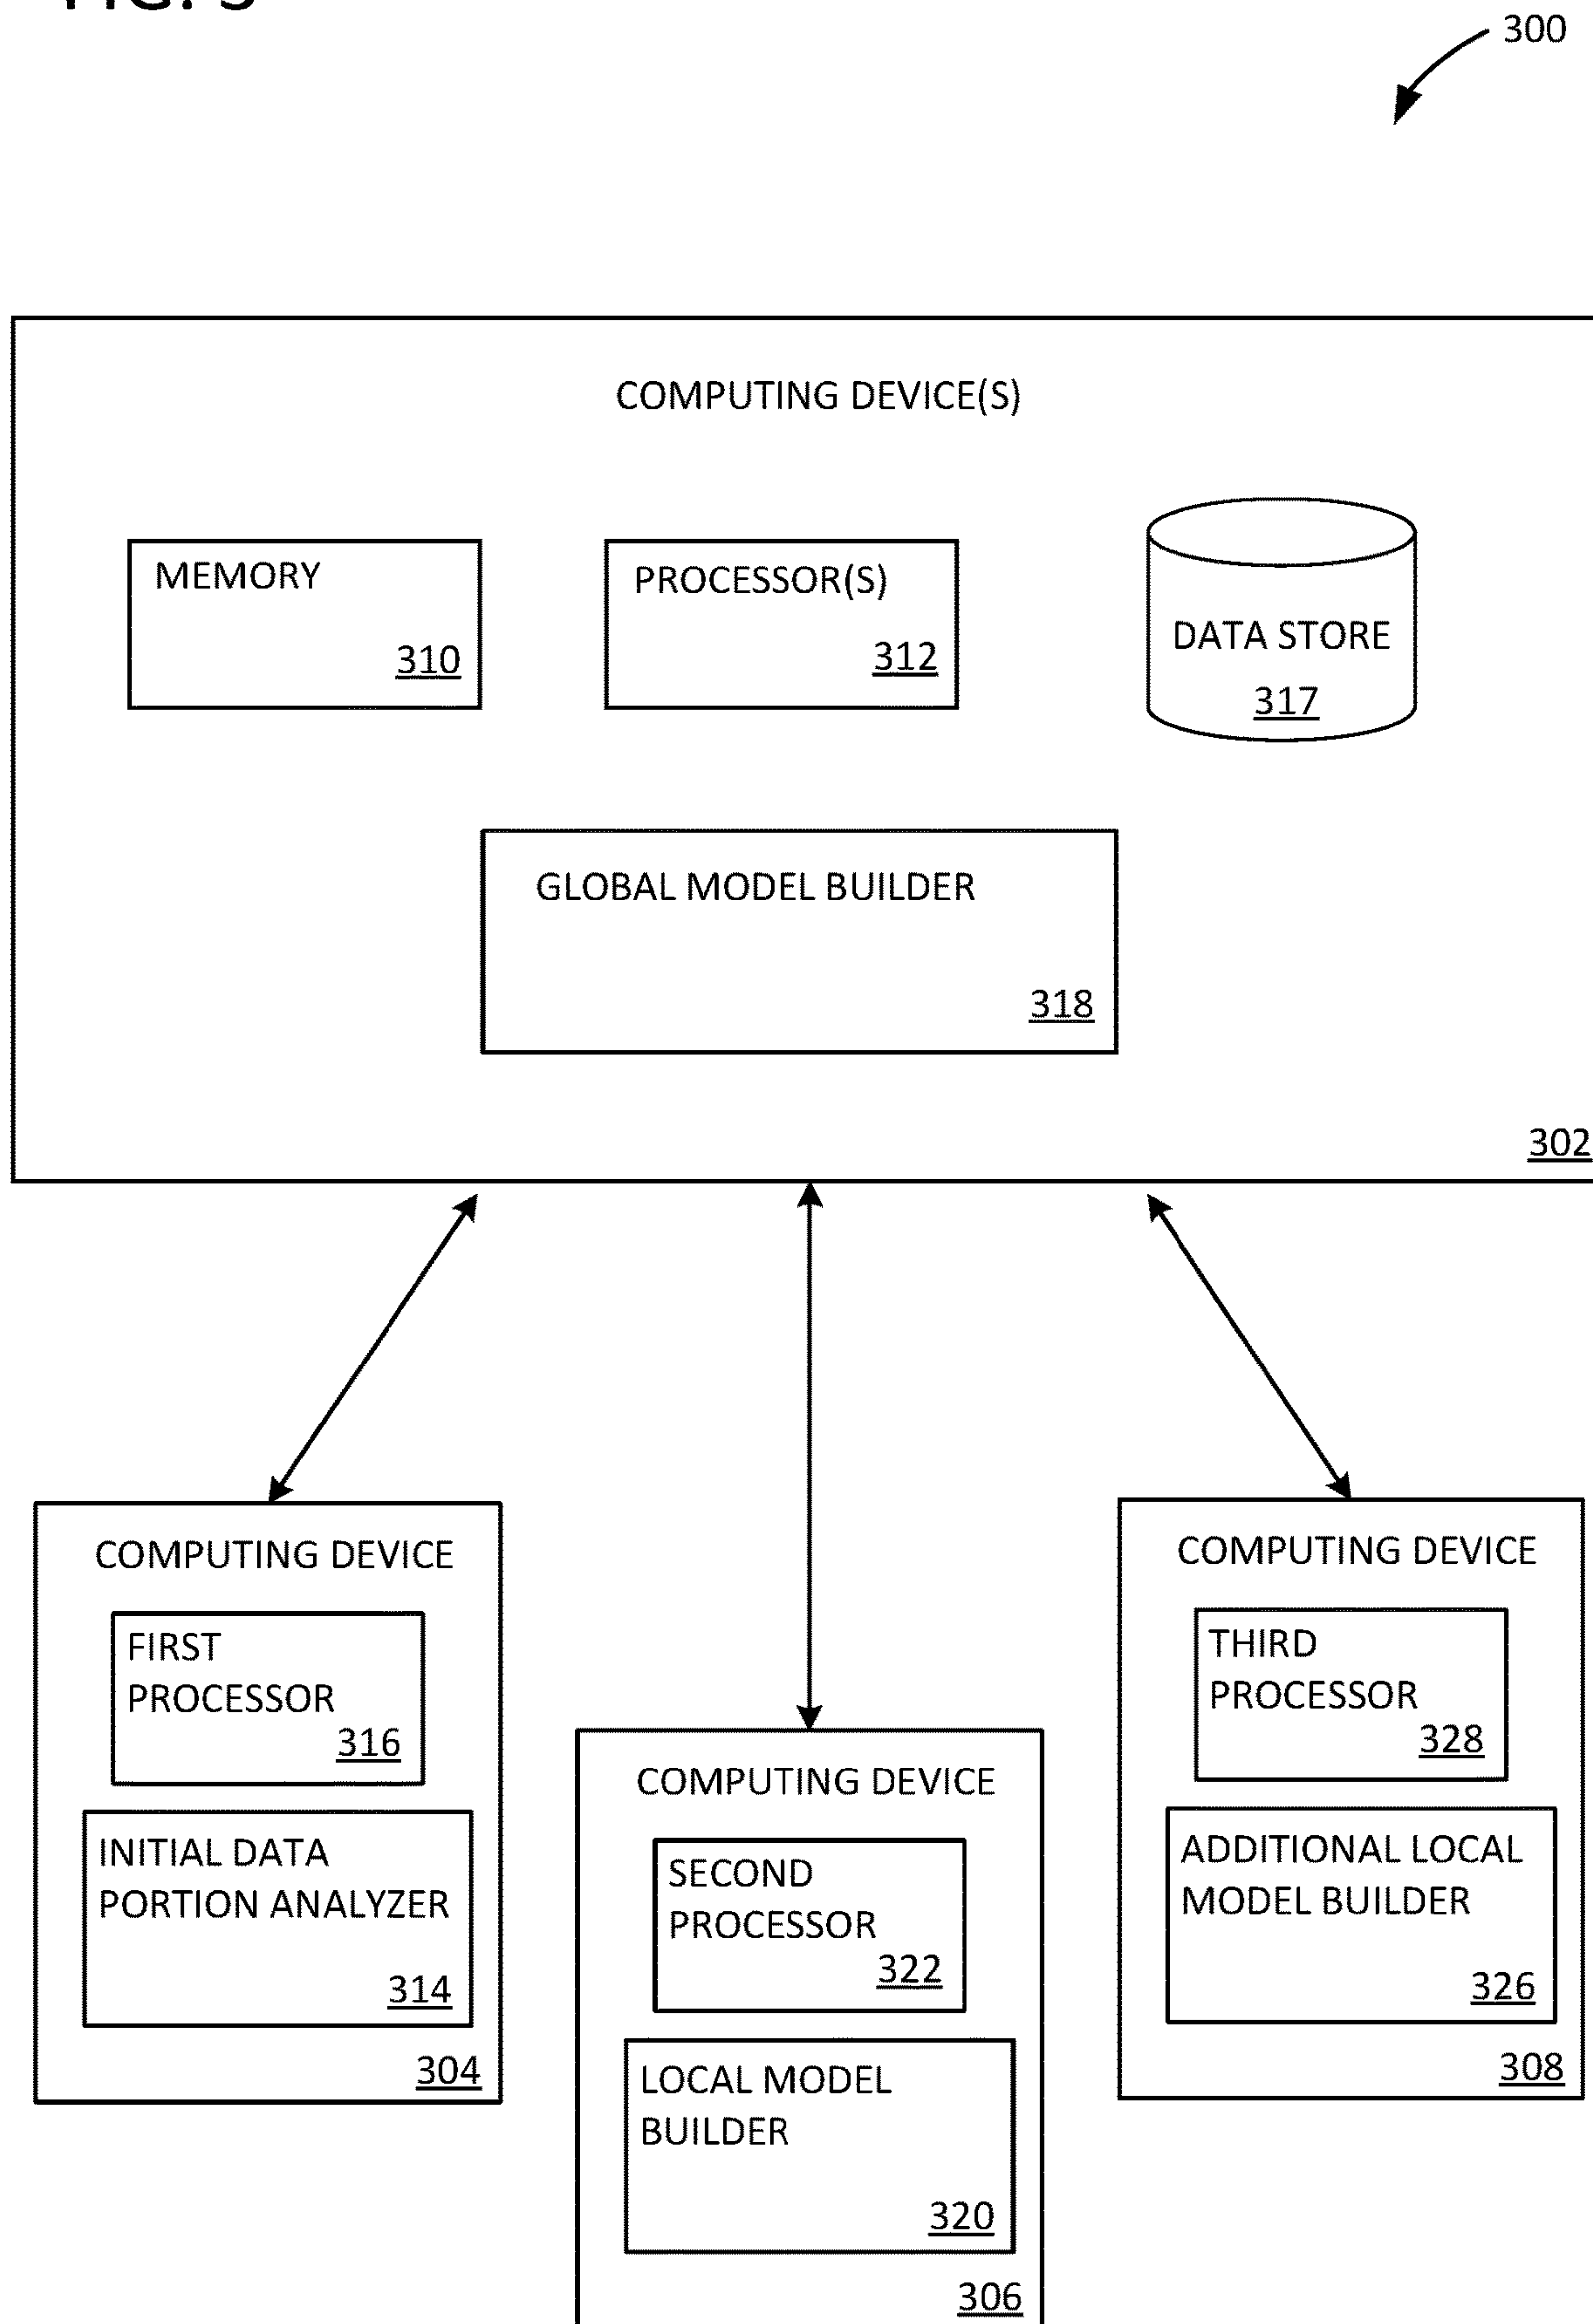 FIG. 3
300
COMPUTING DEVICE(S)
MEMORY
310
PROCESSOR(S)
312
DATA STORE
317
GLOBAL MODEL BUILDER
318
302
COMPUTING DEVICE
FIRST
PROCESSOR
316
INITIAL DATA
PORTION ANALYZER
314
304
COMPUTING DEVICE
SECOND
PROCESSOR
322
LOCAL MODEL
BUILDER
320
306
COMPUTING DEVICE
THIRD
PROCESSOR
328
ADDITIONAL LOCAL
MODEL BUILDER
326
308